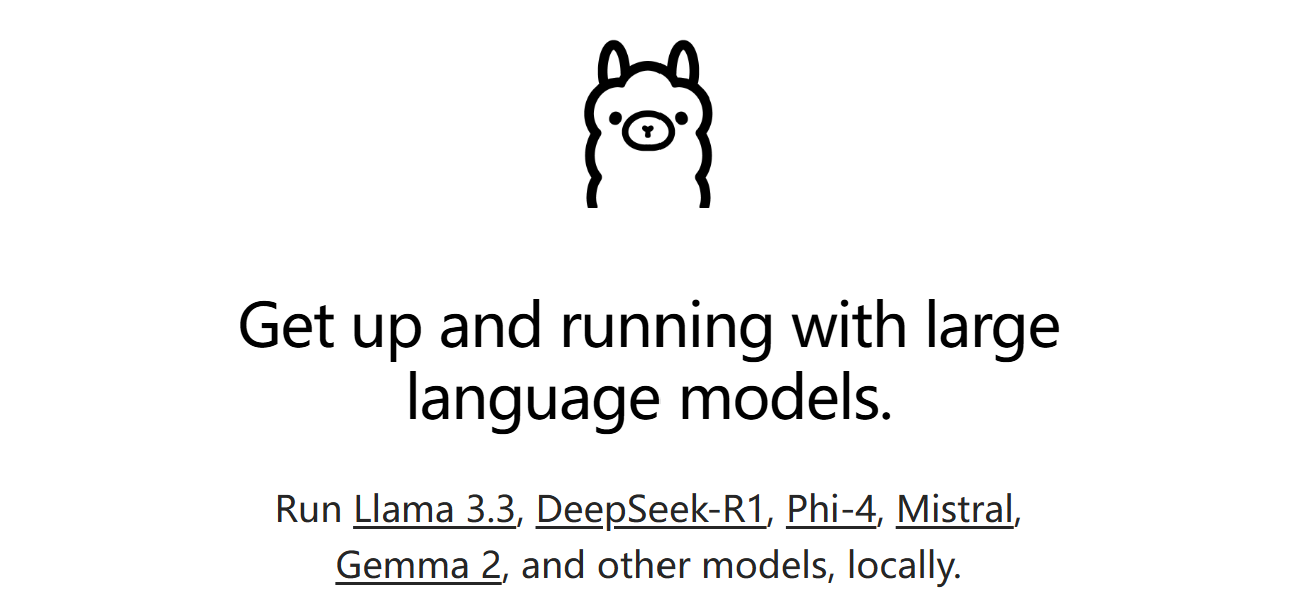 Get up and running with large
language models.
Run Llama 3.3, DeepSeek-R1, Phi-4, Mistral,
Gemma 2, and other models, locally.